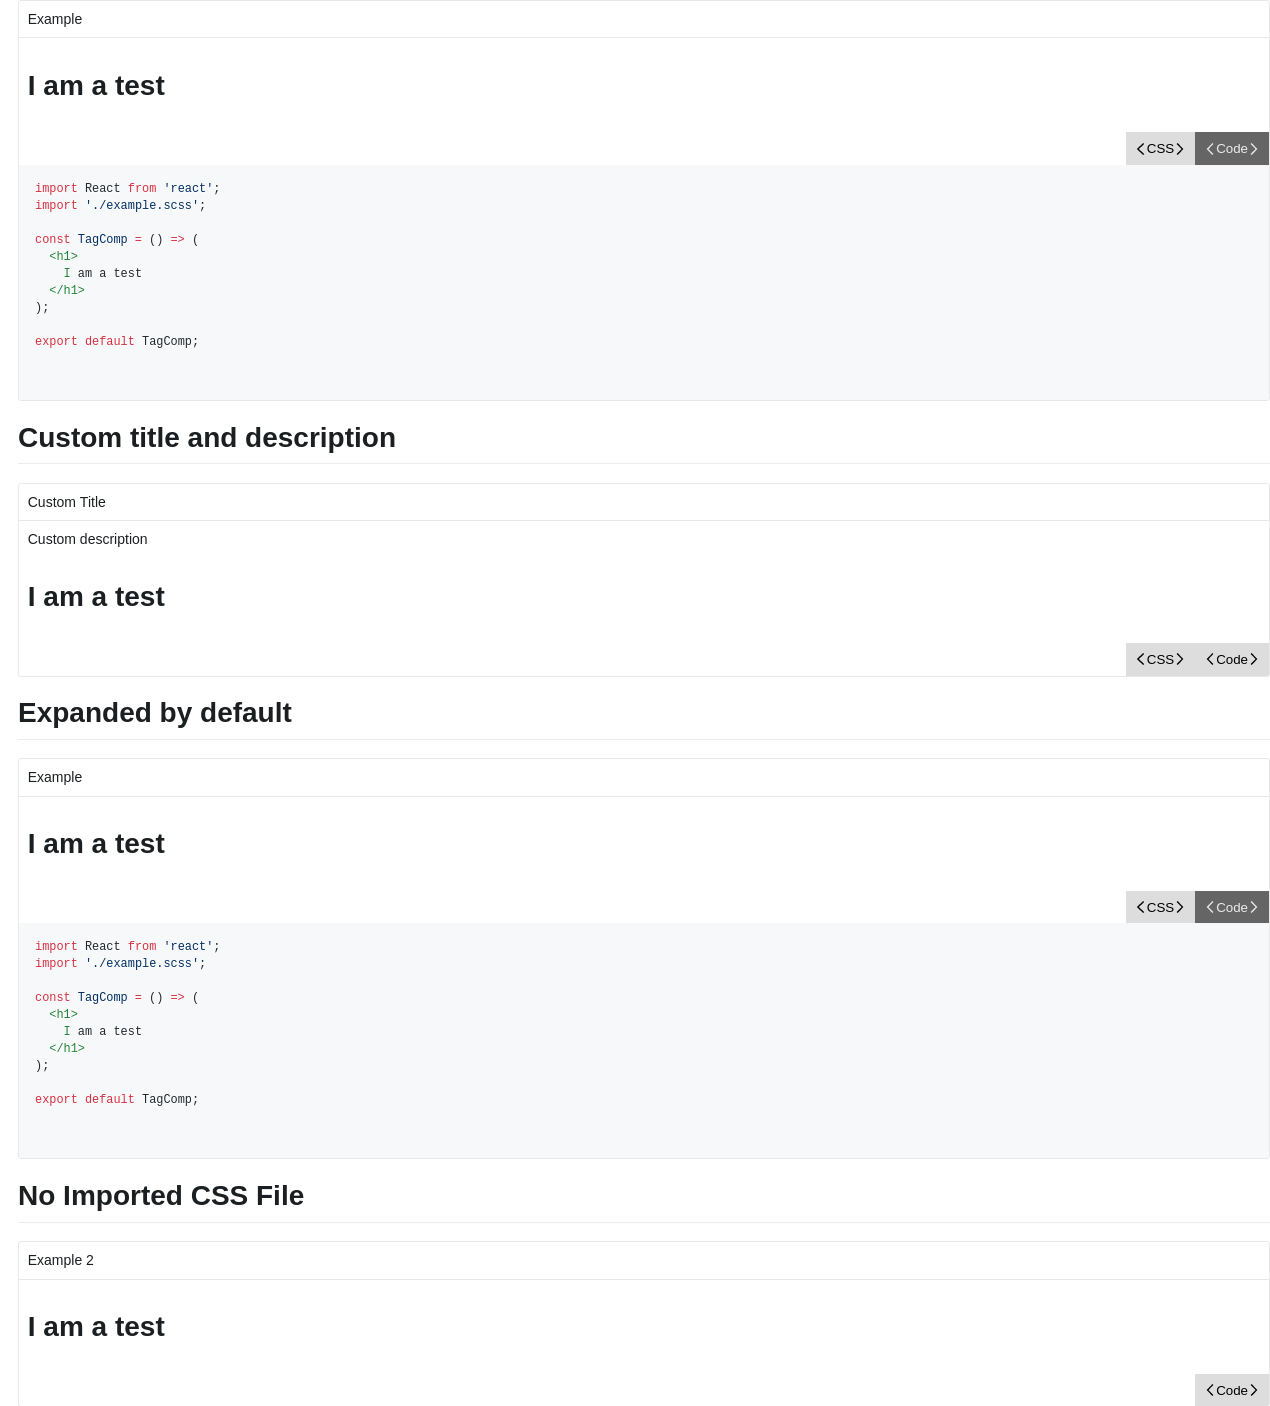 Example
I am a test
CSS Code
import React from 'react';
import './example.scss';
const TagComp = () => (
<h1>
I am a test
</h1>
);
export default TagComp;
Custom title and description
Custom Title
Custom description
I am a test
CSS Code
Expanded by default
Example
I am a test
CSS Code
import React from 'react';
import './example.scss';
const TagComp = () => (
<h1>
I am a test
</h1>
);
export default TagComp;
No Imported CSS File
Example 2
I am a test
Code